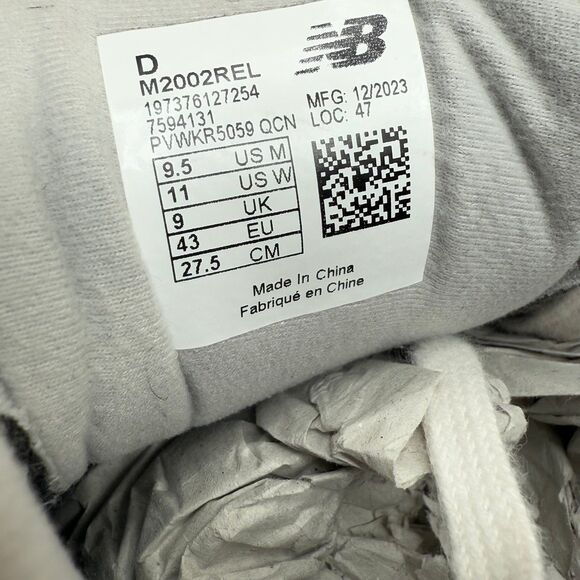 D
M2002REL
197376127254
7594131
PVWKR5059 QCN
MFG: 12/2023
LOC: 47
9.5 US M
11 US W
9 UK
43 EU
27.5 CM
Made In China
Fabriqué en Chine
NB